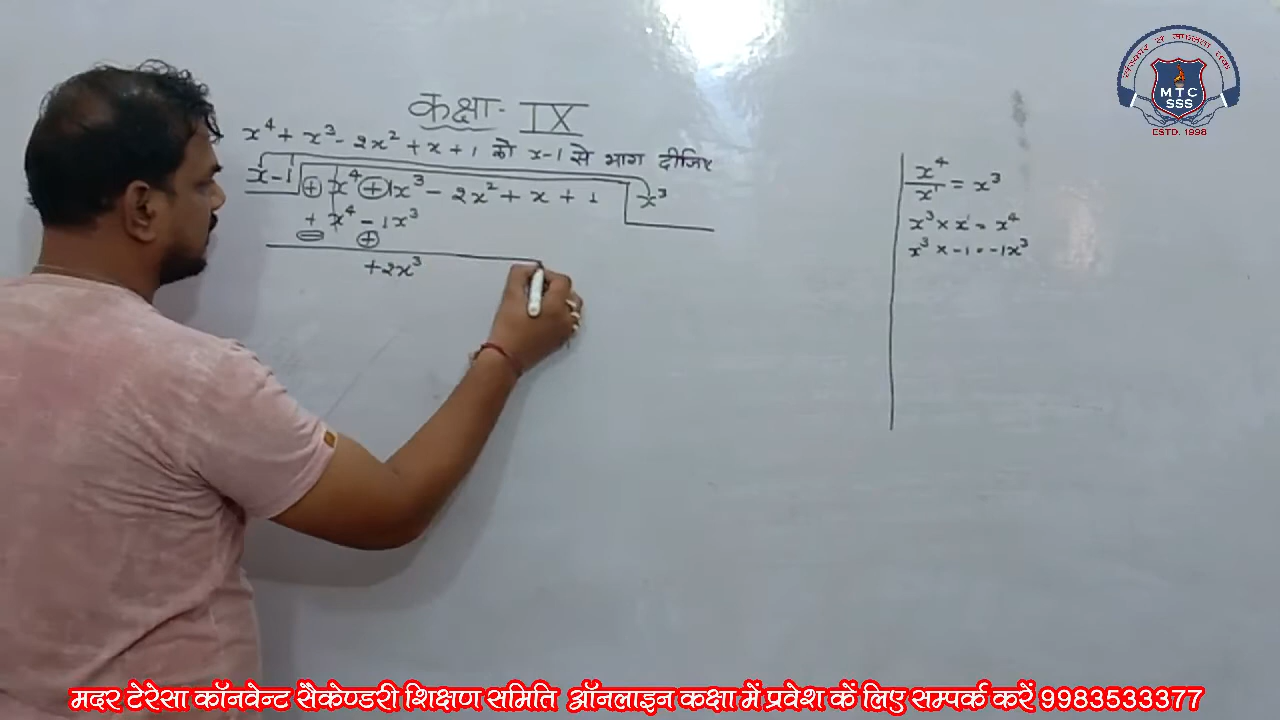 संस्कार से सफलता तक
MTC
SSS
ESTD. 1998
कक्षा - IX
x⁴ + x³ - 2x² + x + 1 को x-1 से भाग दीजिए
x-1 ⊕ x⁴ ⊕ 1x³ - 2x² + x + 1 x³
+ x⁴ - 1x³
⊖ ⊕
+2x³
x⁴/x¹ = x³
x³ × x¹ = x⁴
x³ × -1 = -1x³
मदर टेरेसा कॉनवेन्ट सैकेण्डरी शिक्षण समिति ऑनलाइन कक्षा में प्रवेश कें लिए सम्पर्क करें 9983533377